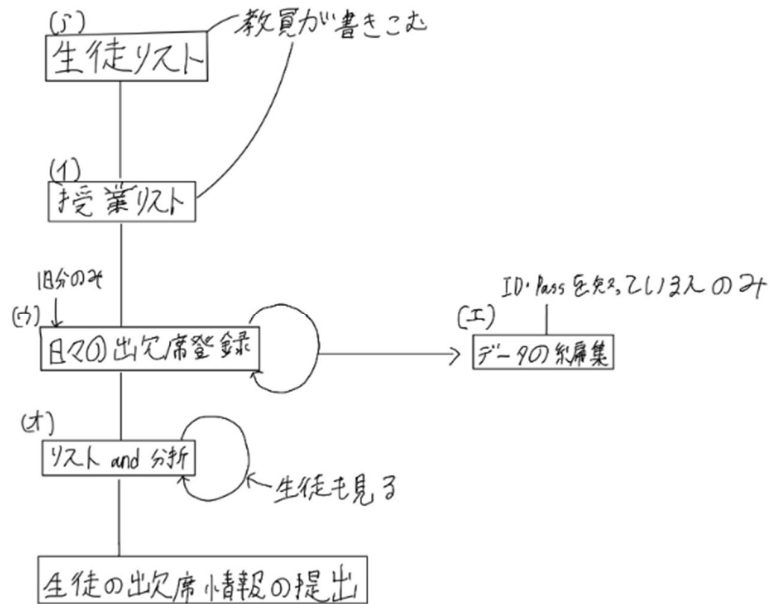 (ア)
教員が書きこむ
生徒リスト
(イ)
授業リスト
1日分のみ
ID・Passを知っている人のみ
(ウ)
(エ)
日々の出欠席登録
データの編集
(オ)
リスト and 分析
生徒も見る
生徒の出欠席情報の提出